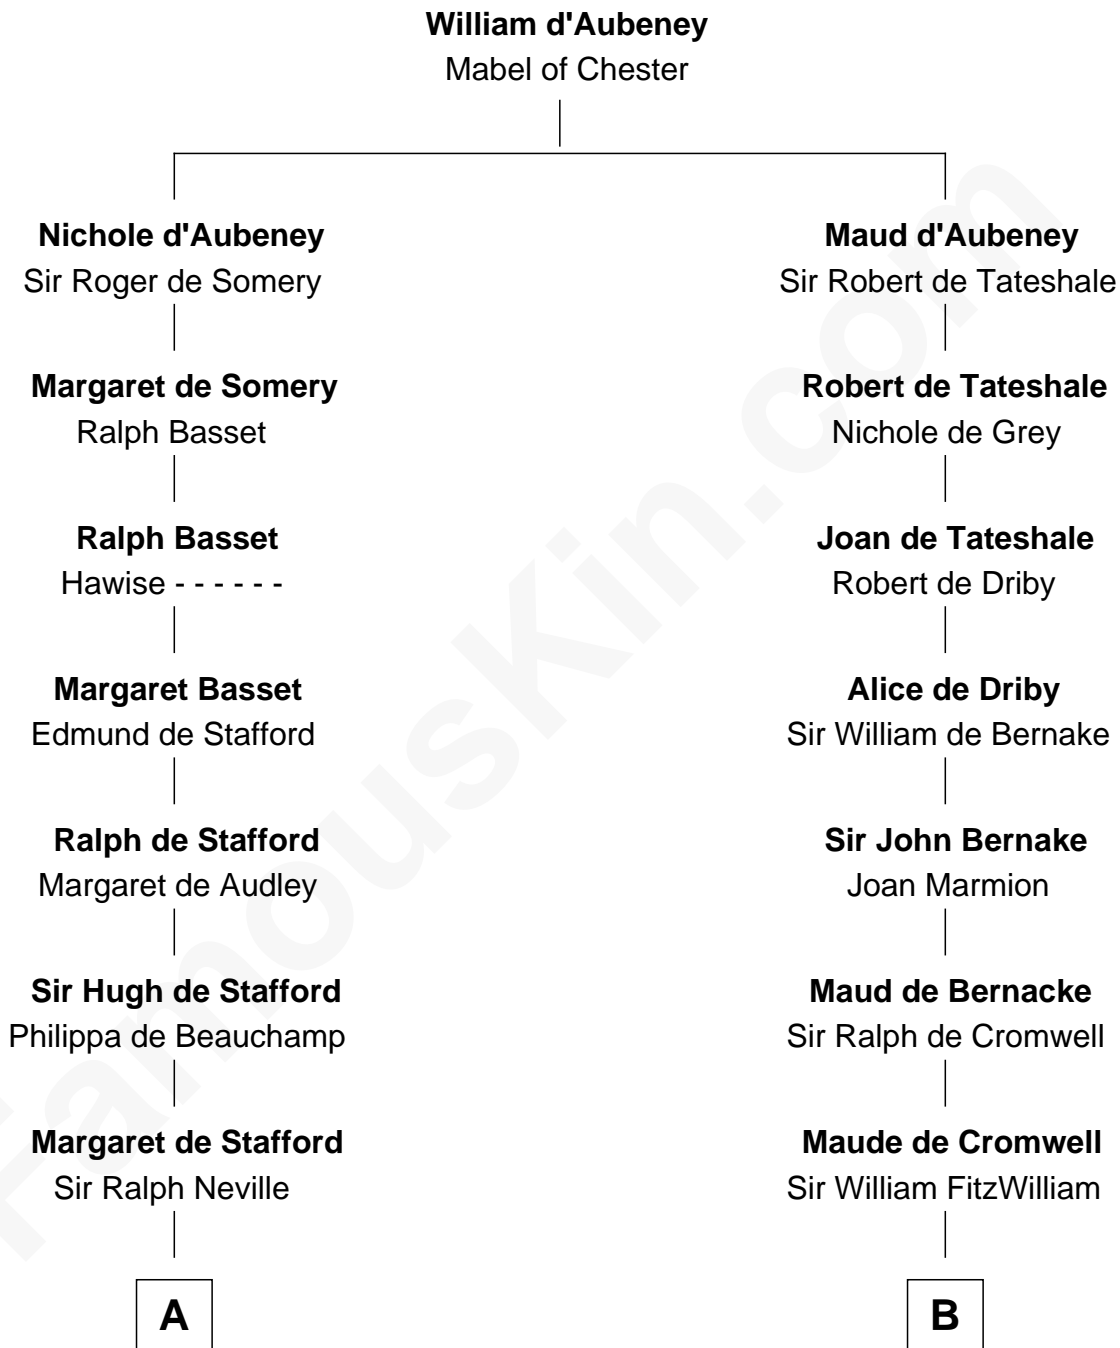 William d'Aubeney
Mabel of Chester
Nichole d'Aubeney
Sir Roger de Somery
Margaret de Somery
Ralph Basset
Ralph Basset
Hawise - - - - - -
Margaret Basset
Edmund de Stafford
Ralph de Stafford
Margaret de Audley
Sir Hugh de Stafford
Philippa de Beauchamp
Margaret de Stafford
Sir Ralph Neville
A
Maud d'Aubeney
Sir Robert de Tateshale
Robert de Tateshale
Nichole de Grey
Joan de Tateshale
Robert de Driby
Alice de Driby
Sir William de Bernake
Sir John Bernake
Joan Marmion
Maud de Bernacke
Sir Ralph de Cromwell
Maude de Cromwell
Sir William FitzWilliam
B
FamousKin.com